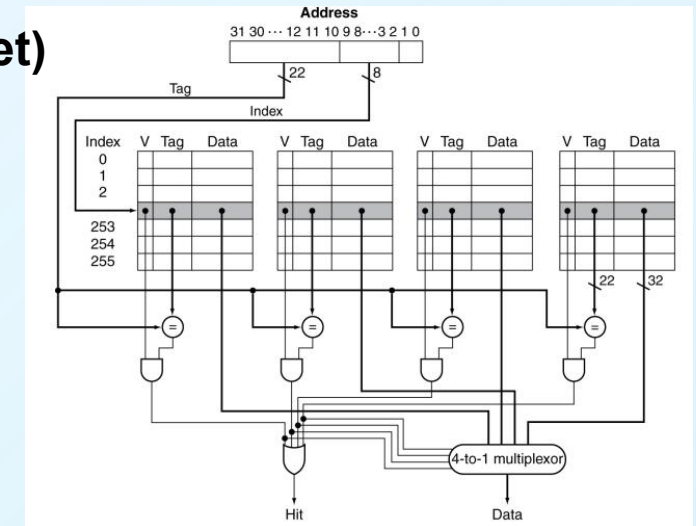 et)
Address
31 30 ··· 12 11 10 9 8···3 2 1 0
22
8
Tag
Index
Index V Tag Data V Tag Data V Tag Data V Tag Data
0
1
2
253
254
255
22
32
= = = =
4-to-1 multiplexor
Hit
Data